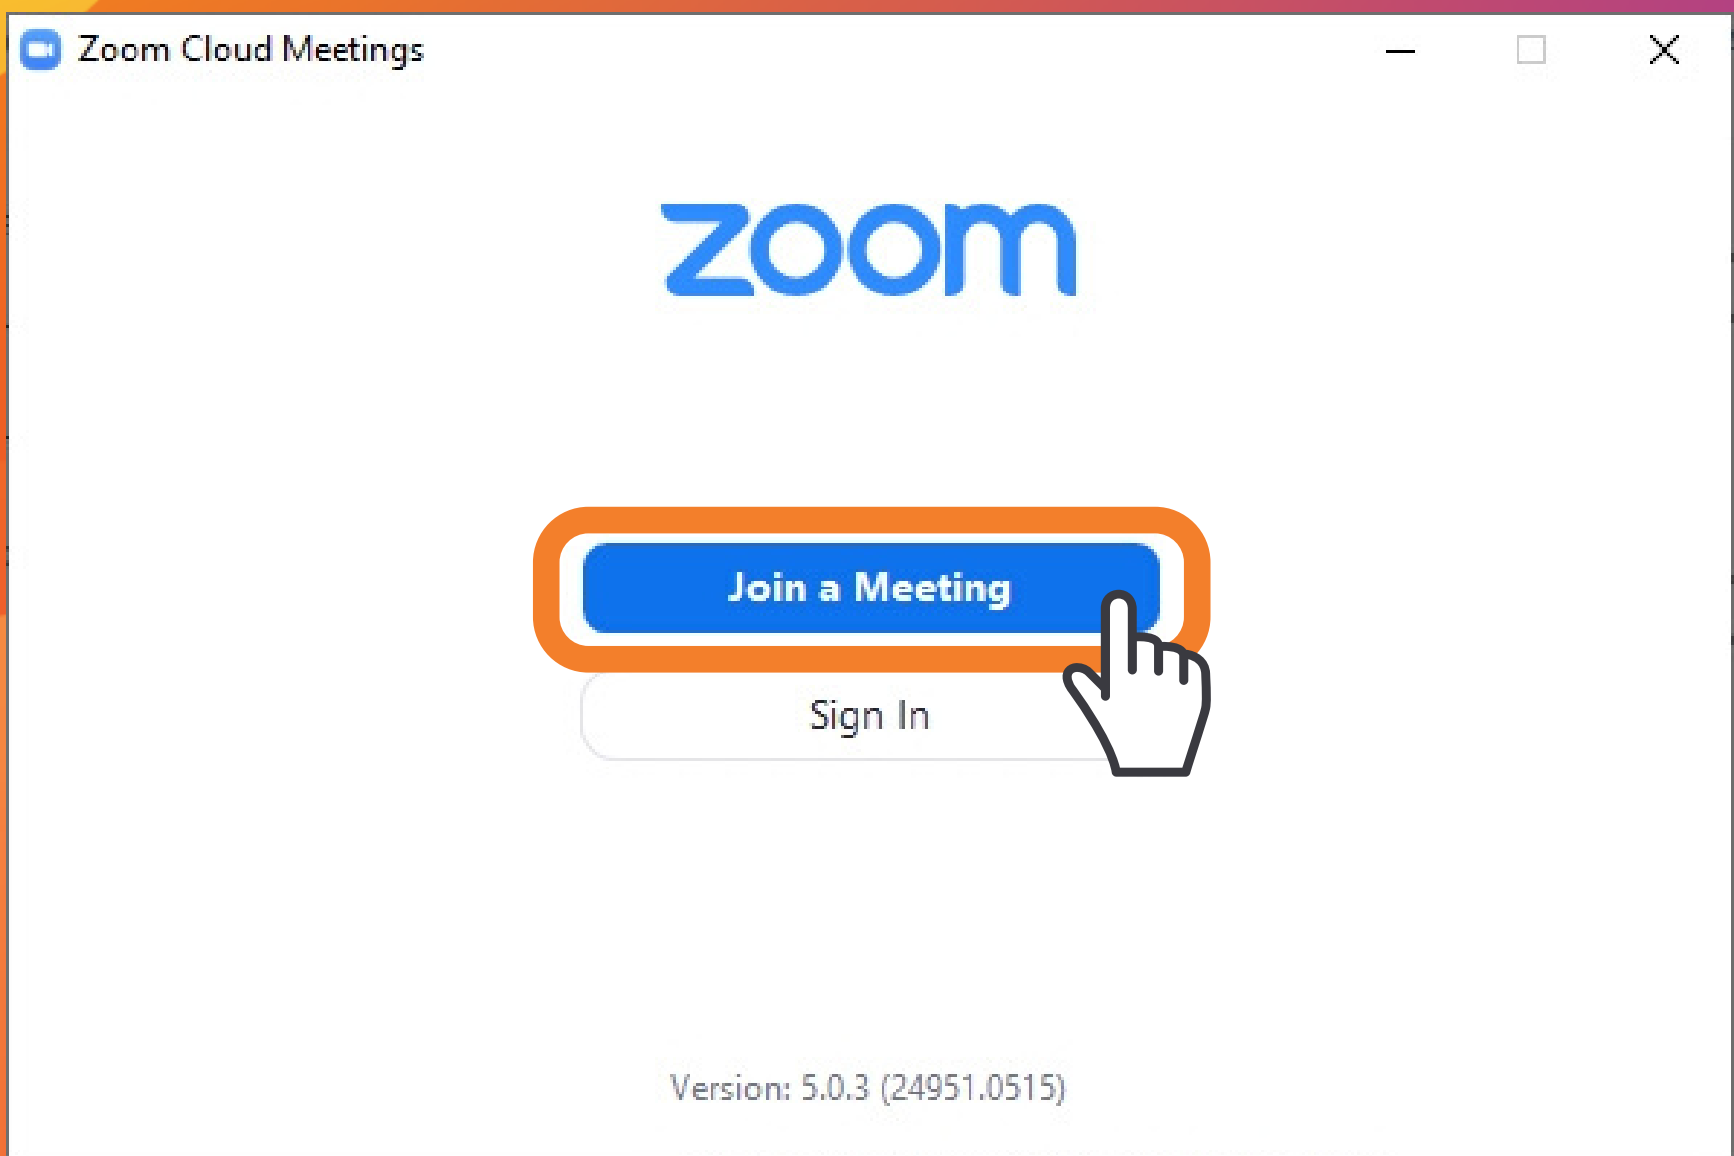 Zoom Cloud Meetings
zoom
Join a Meeting
Sign In
Version: 5.0.3 (24951.0515)